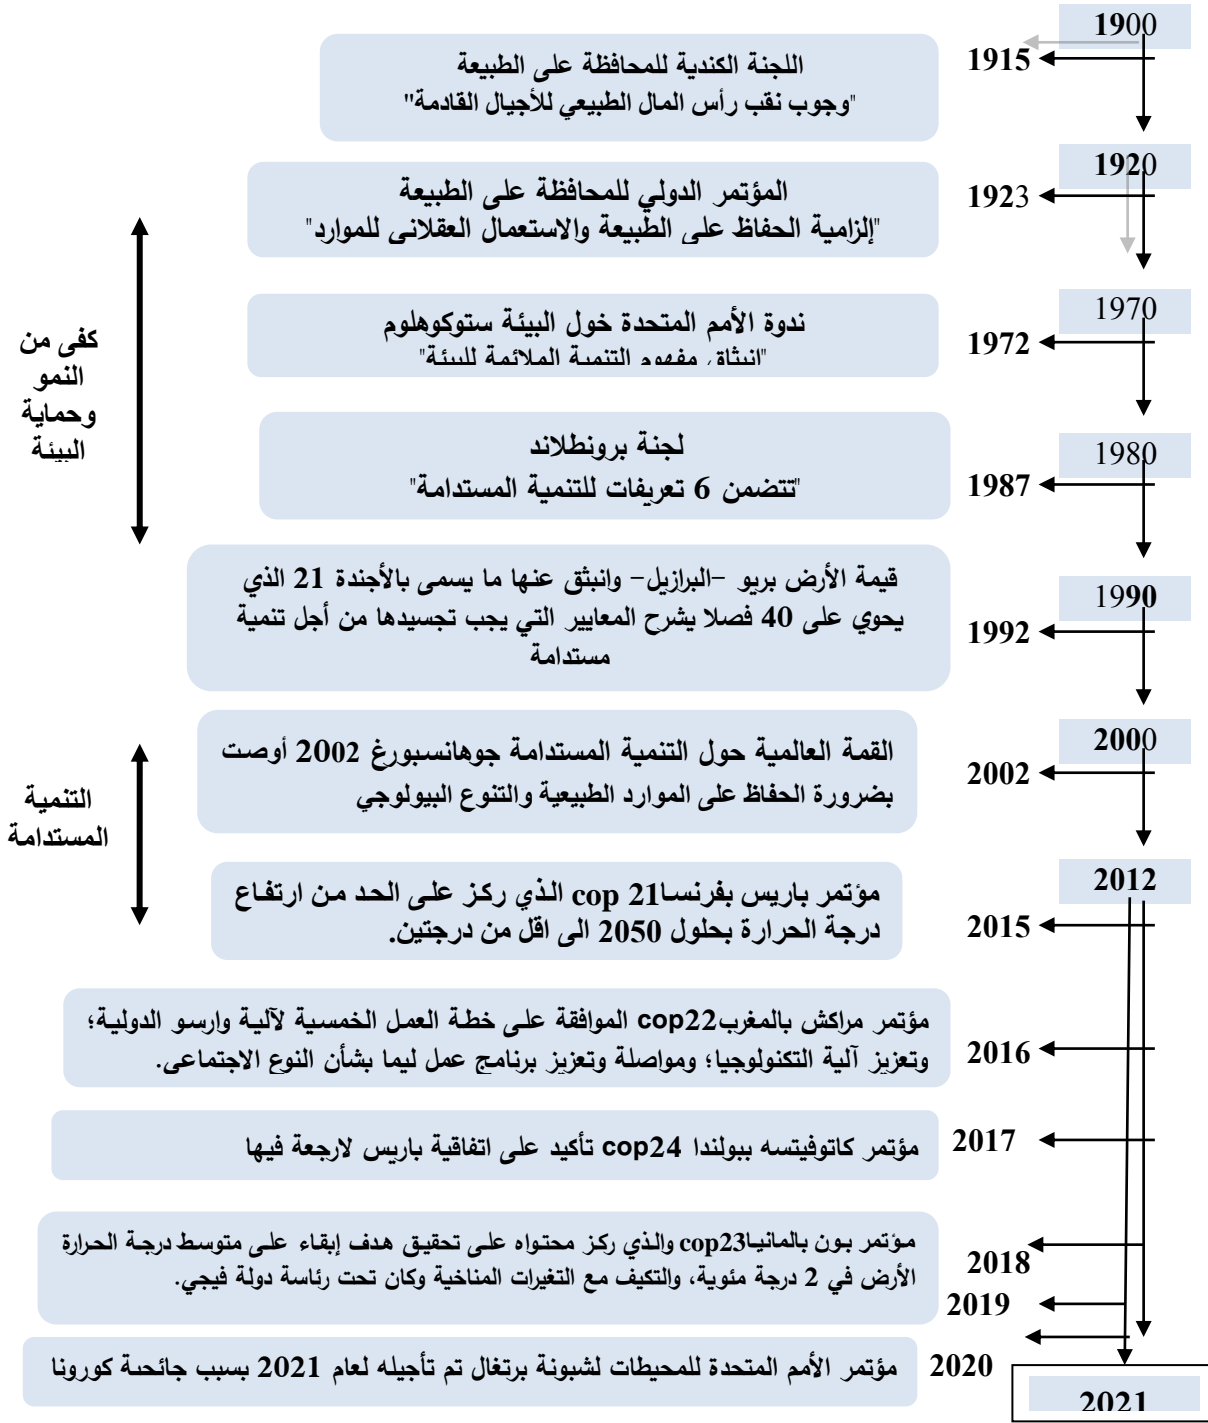 1900
1915
اللجنة الكندية للمحافظة على الطبيعة
"وجوب نقب رأس المال الطبيعي للأجيال القادمة"
1920
1923
المؤتمر الدولي للمحافظة على الطبيعة
"إلزامية الحفاظ على الطبيعة والاستعمال العقلاني للموارد"
1970
1972
ندوة الأمم المتحدة خول البيئة ستوكوهلوم
"انبثاق مفهوم التنمية الملائمة للبيئة"
كفى من
النمو
وحماية
البيئة
1980
1987
لجنة برونطلاند
"تتضمن 6 تعريفات للتنمية المستدامة"
1990
1992
قيمة الأرض بريو –البرازيل– وانبثق عنها ما يسمى بالأجندة 21 الذي
يحوي على 40 فصلا يشرح المعايير التي يجب تجسيدها من أجل تنمية
مستدامة
2000
2002
القمة العالمية حول التنمية المستدامة جوهانسبورغ 2002 أوصت
بضرورة الحفاظ على الموارد الطبيعية والتنوع البيولوجي
التنمية
المستدامة
2012
2015
مؤتمر باريس بفرنسا cop 21 الذي ركز على الحد من ارتفاع
درجة الحرارة بحلول 2050 الى اقل من درجتين.
2016
مؤتمر مراكش بالمغرب cop22 الموافقة على خطة العمل الخمسية لآلية وارسو الدولية؛
وتعزيز آلية التكنولوجيا؛ ومواصلة وتعزيز برنامج عمل ليما بشأن النوع الاجتماعي.
2017
مؤتمر كاتوفيتسه ببولندا cop24 تأكيد على اتفاقية باريس لارجعة فيها
2018
مؤتمر بون بالمانيا cop23 والذي ركز محتواه على تحقيق هدف إبقاء على متوسط درجة الحرارة
الأرض في 2 درجة مئوية، والتكيف مع التغيرات المناخية وكان تحت رئاسة دولة فيجي.
2019
2020
مؤتمر الأمم المتحدة للمحيطات لشبونة برتغال تم تأجيله لعام 2021 بسبب جائحة كورونا
2021